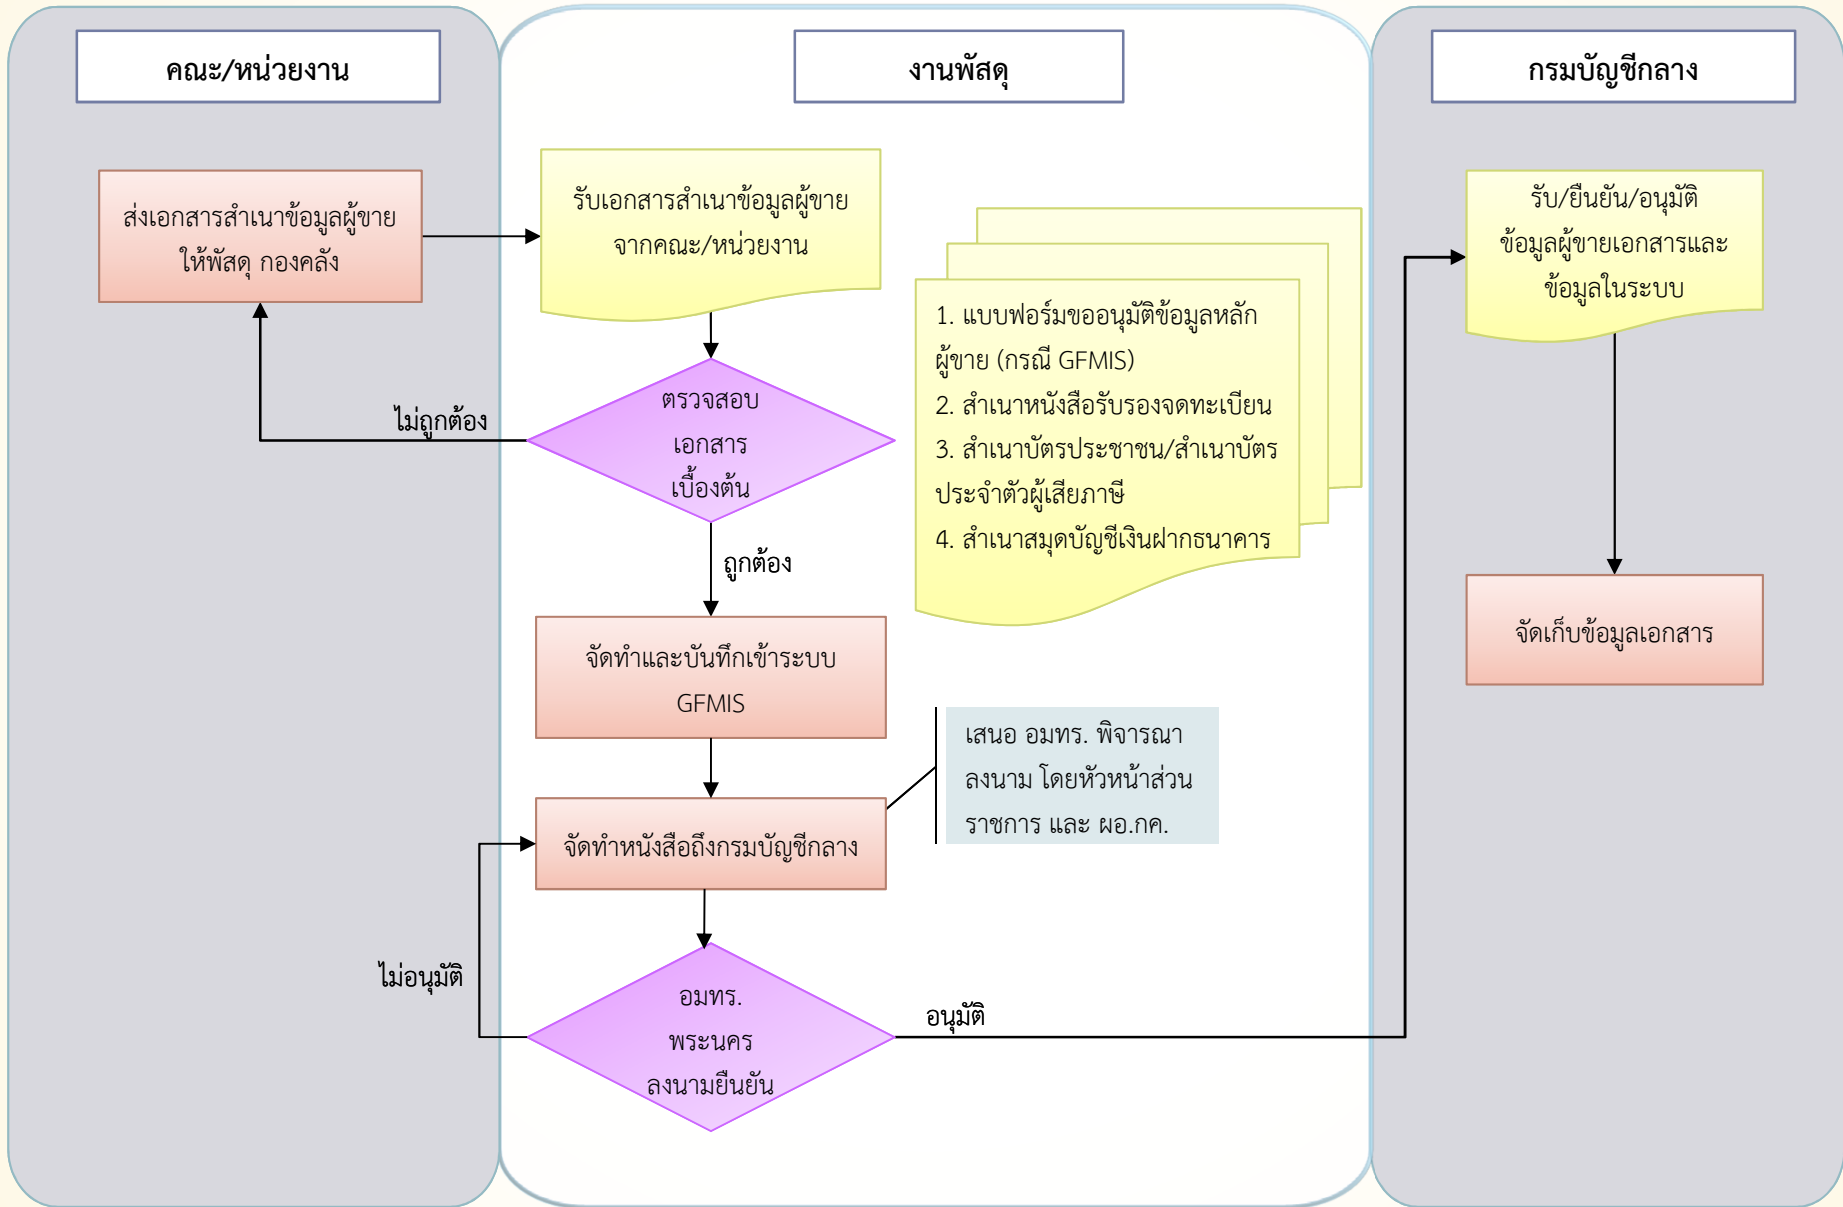 คณะ/หน่วยงาน
งานพัสดุ
กรมบัญชีกลาง
ส่งเอกสารสำเนาข้อมูลผู้ขาย
ให้พัสดุ กองคลัง
รับเอกสารสำเนาข้อมูลผู้ขาย
จากคณะ/หน่วยงาน
รับ/ยืนยัน/อนุมัติ
ข้อมูลผู้ขายเอกสารและ
ข้อมูลในระบบ
1. แบบฟอร์มขออนุมัติข้อมูลหลัก
ผู้ขาย (กรณี GFMIS)
2. สำเนาหนังสือรับรองจดทะเบียน
3. สำเนาบัตรประชาชน/สำเนาบัตร
ประจำตัวผู้เสียภาษี
4. สำเนาสมุดบัญชีเงินฝากธนาคาร
ตรวจสอบ
เอกสาร
เบื้องต้น
ไม่ถูกต้อง
ถูกต้อง
จัดทำและบันทึกเข้าระบบ
GFMIS
จัดเก็บข้อมูลเอกสาร
เสนอ อมทร. พิจารณา
ลงนาม โดยหัวหน้าส่วน
ราชการ และ ผอ.กค.
จัดทำหนังสือถึงกรมบัญชีกลาง
ไม่อนุมัติ
อมทร.
พระนคร
ลงนามยืนยัน
อนุมัติ